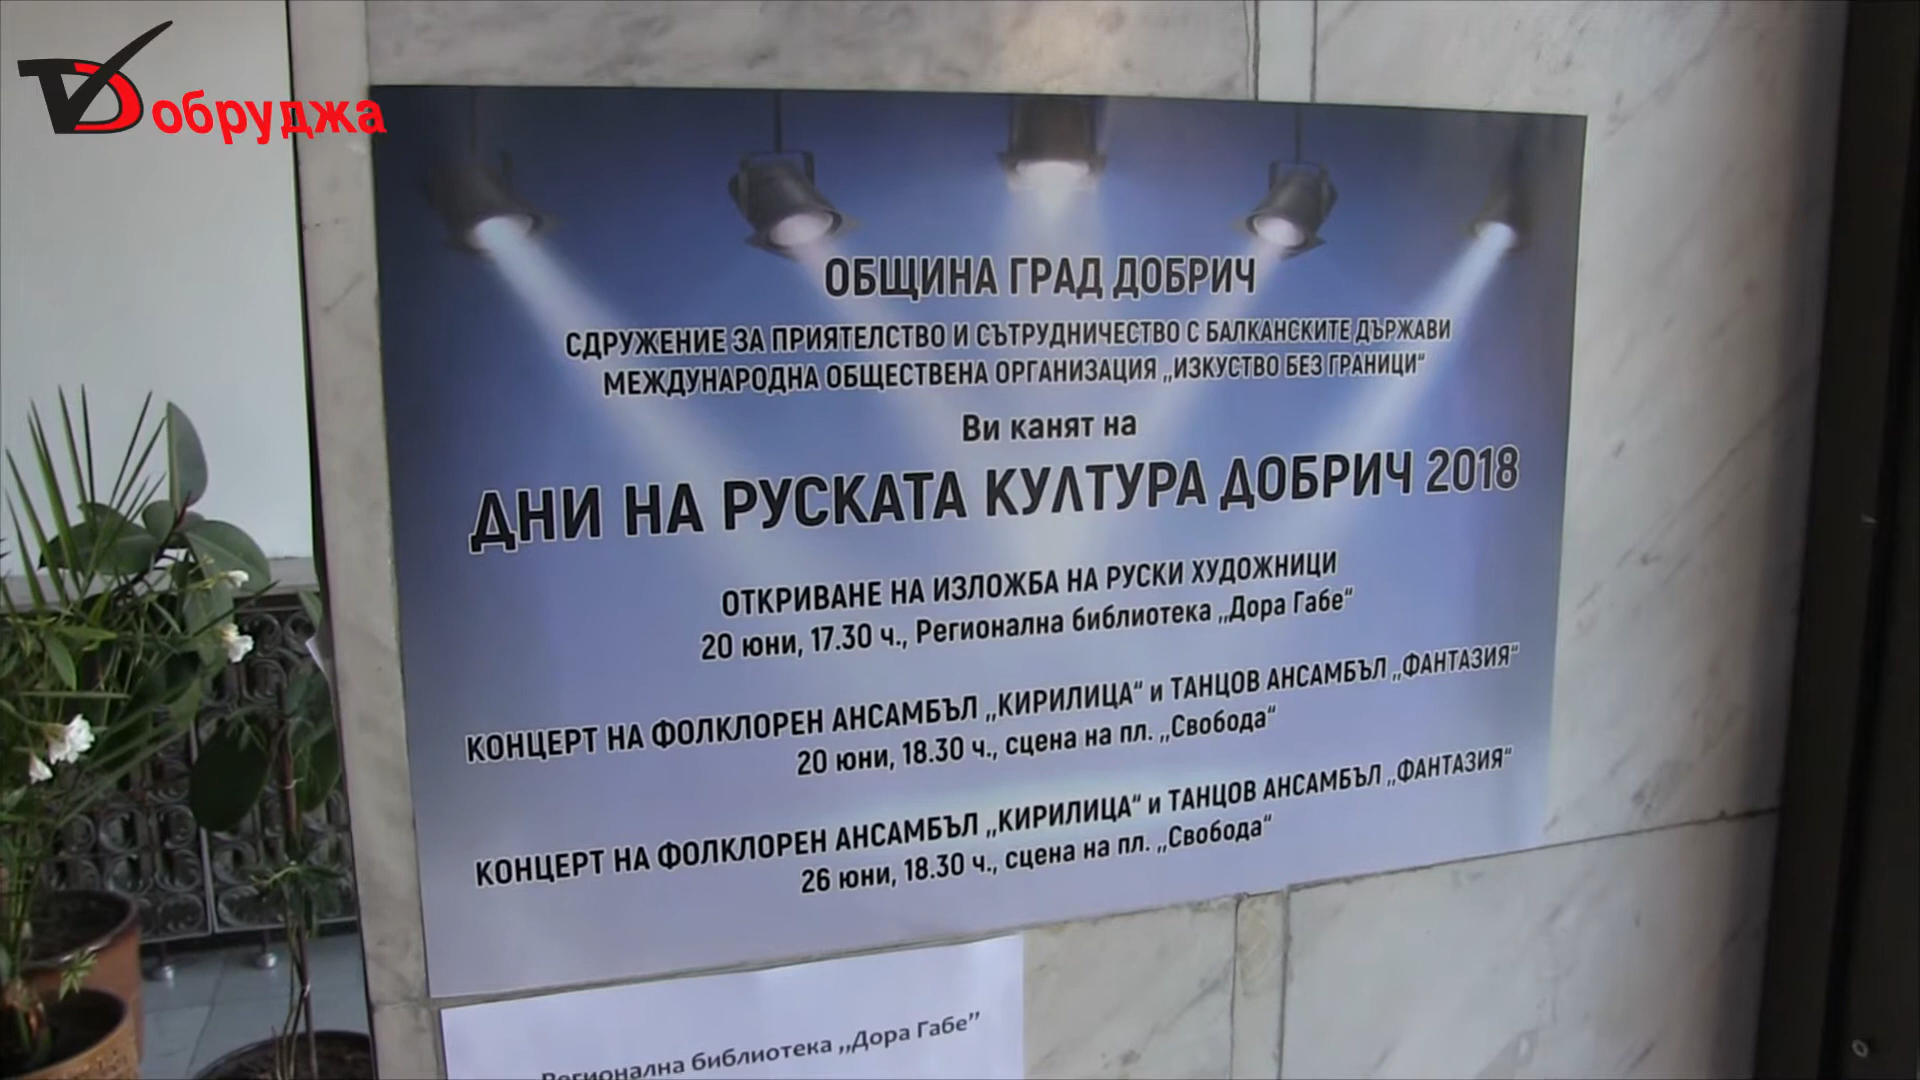 TV Добруджа
ОБЩИНА ГРАД ДОБРИЧ
СДРУЖЕНИЕ ЗА ПРИЯТЕЛСТВО И СЪТРУДНИЧЕСТВО С БАЛКАНСКИТЕ ДЪРЖАВИ
МЕЖДУНАРОДНА ОБЩЕСТВЕНА ОРГАНИЗАЦИЯ „ИЗКУСТВО БЕЗ ГРАНИЦИ“
Ви канят на
ДНИ НА РУСКАТА КУЛТУРА ДОБРИЧ 2018
ОТКРИВАНЕ НА ИЗЛОЖБА НА РУСКИ ХУДОЖНИЦИ
20 юни, 17.30 ч., Регионална библиотека „Дора Габе“
КОНЦЕРТ НА ФОЛКЛОРЕН АНСАМБЪЛ „КИРИЛИЦА“ и ТАНЦОВ АНСАМБЪЛ „ФАНТАЗИЯ“
20 юни, 18.30 ч., сцена на пл. „Свобода“
КОНЦЕРТ НА ФОЛКЛОРЕН АНСАМБЪЛ „КИРИЛИЦА“ и ТАНЦОВ АНСАМБЪЛ „ФАНТАЗИЯ“
26 юни, 18.30 ч., сцена на пл. „Свобода“
Регионална библиотека „Дора Габе”